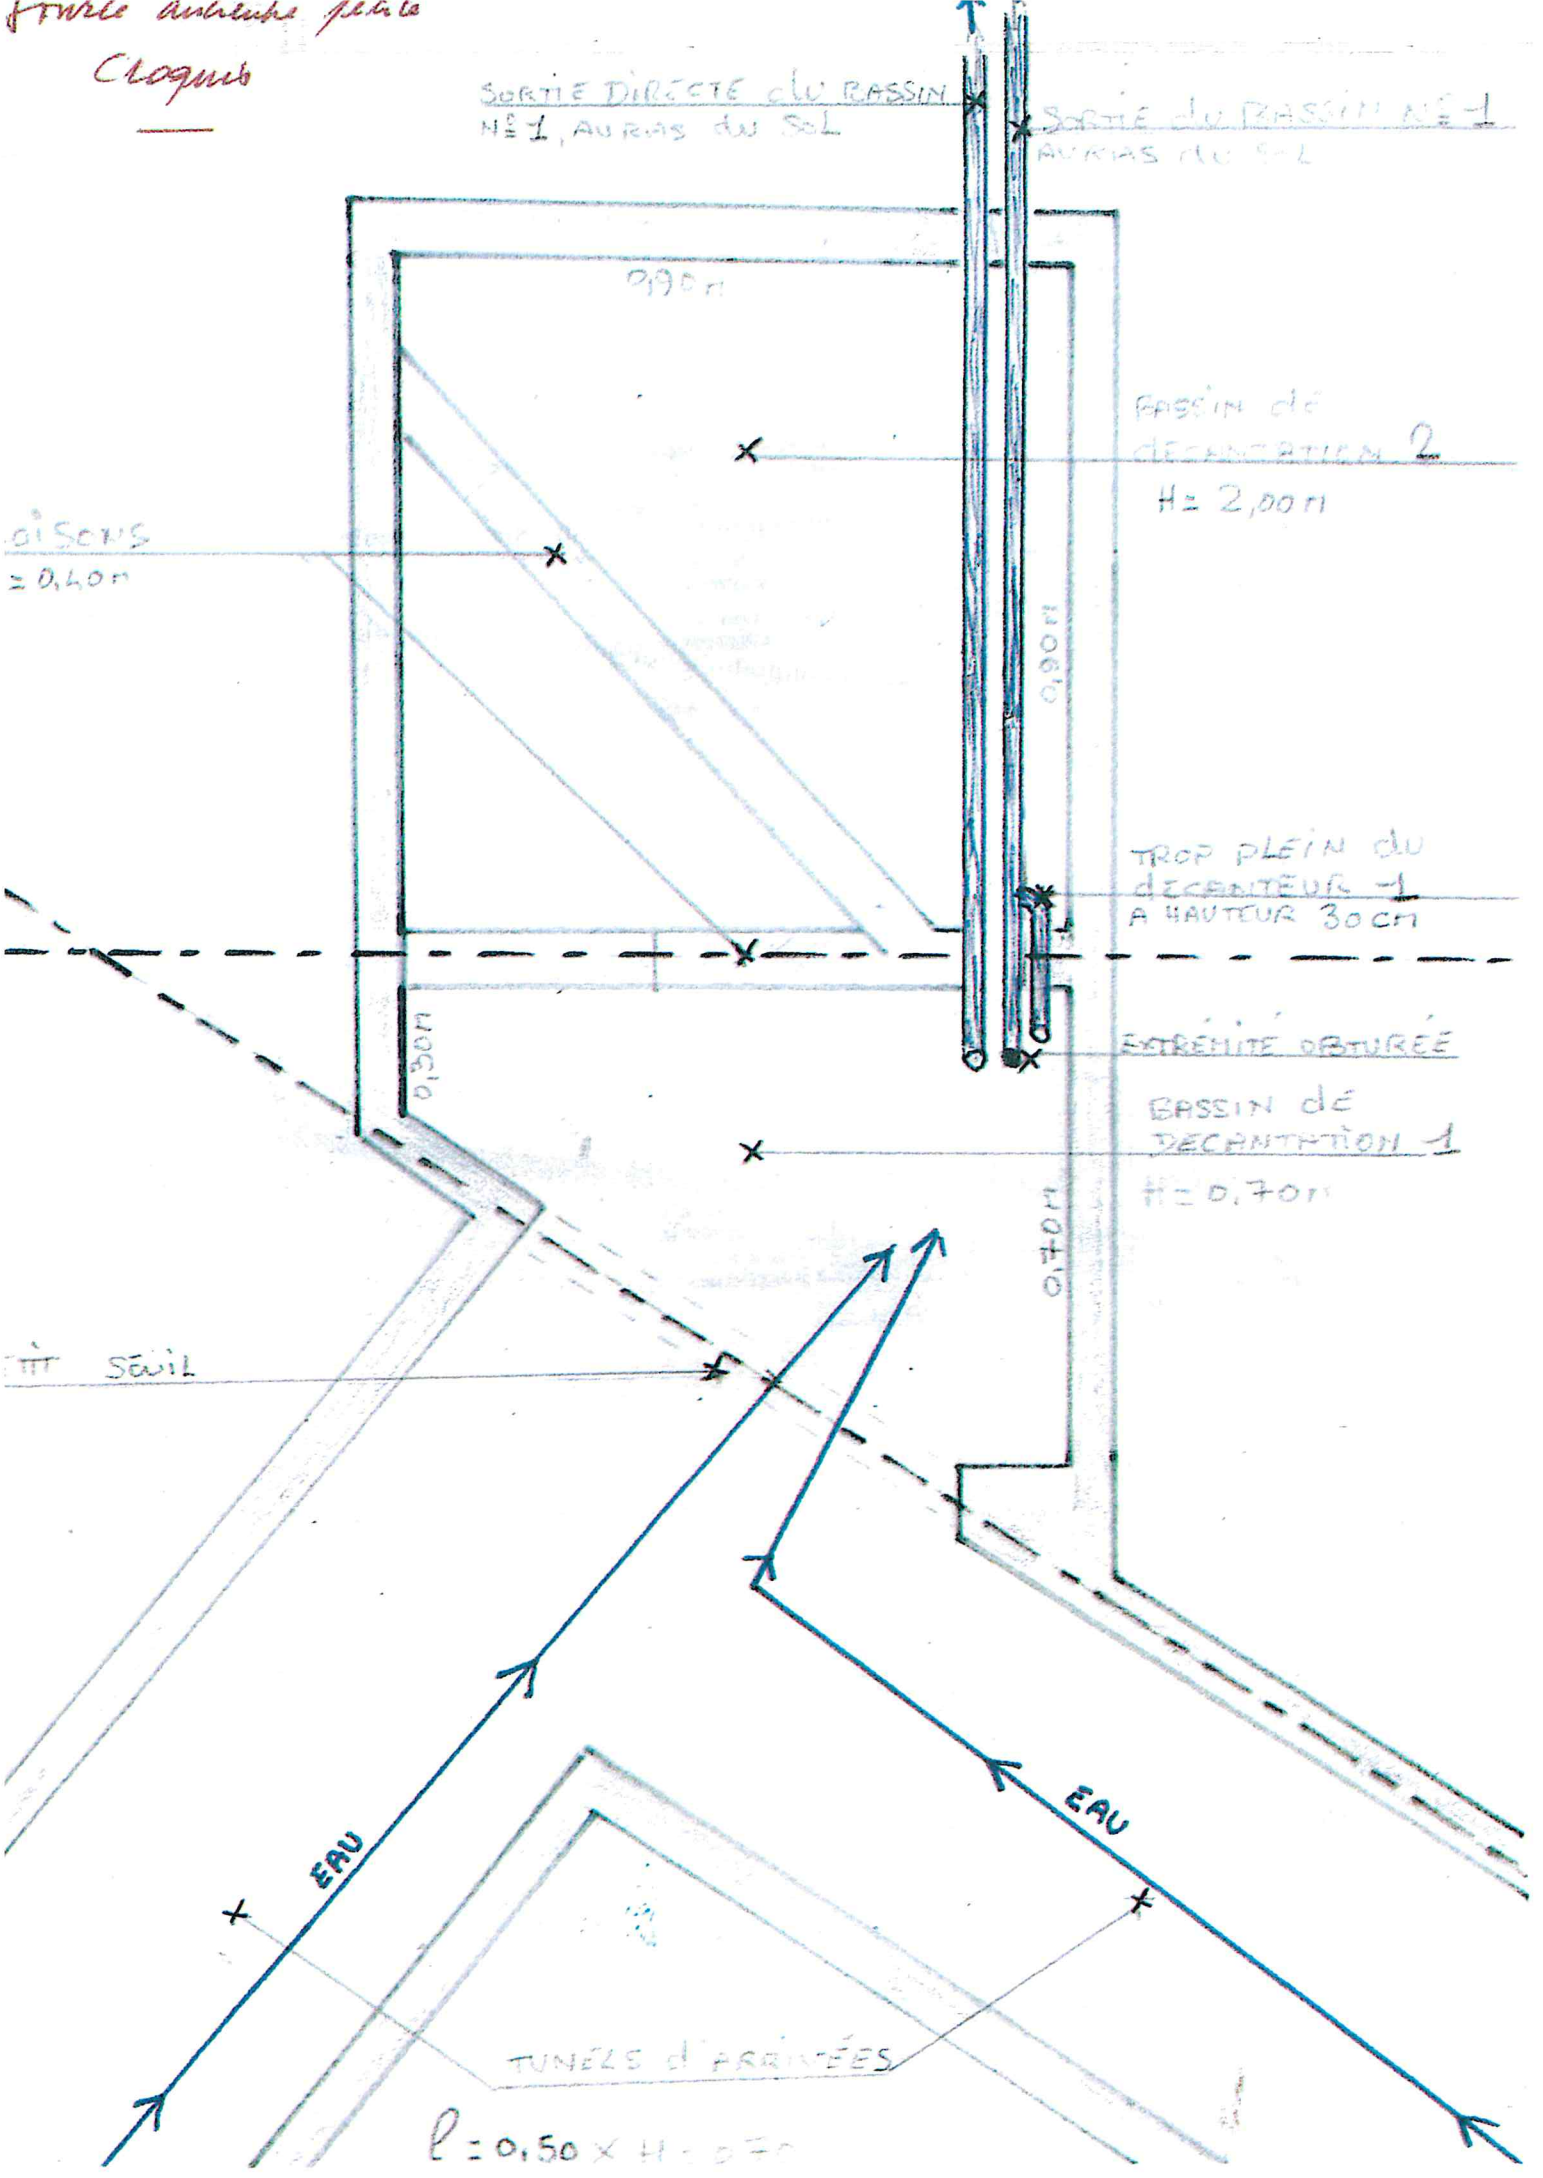 Croquis
SORTIE DIRECTE du BASSIN
N° 1, AU RAS du SOL
SORTIE du BASSIN N° 1
AU RAS du SOL
0,90 m
BASSIN de
DECANTATION 2
H = 2,00 m
OISONS
= 0,40 m
0,90 m
TROP PLEIN du
DECANTEUR 1
A HAUTEUR 30 cm
0,30 m
EXTRÉMITÉ OBTURÉE
BASSIN de
DECANTATION 1
H = 0,70 m
0,70 m
SEUIL
EAU
EAU
TUNELS d'ARRIVÉES
l = 0,50 x H = 0,70